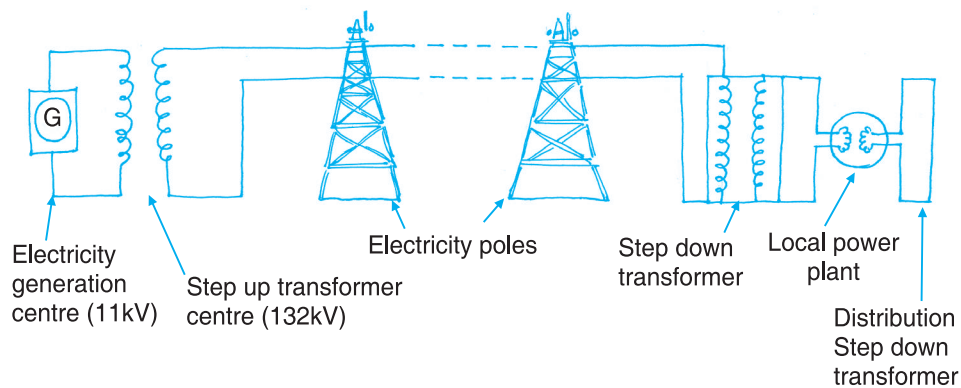 G
Electricity
generation
centre (11kV)
Step up transformer
centre (132kV)
Electricity poles
Step down
transformer
Local power
plant
Distribution
Step down
transformer